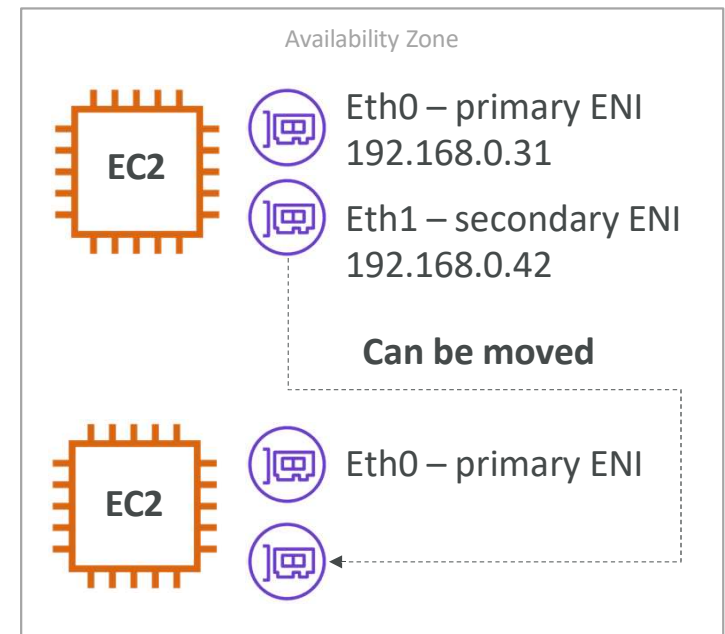 Availability Zone
EC2
Eth0 – primary ENI
192.168.0.31
Eth1 – secondary ENI
192.168.0.42
Can be moved
EC2
Eth0 – primary ENI